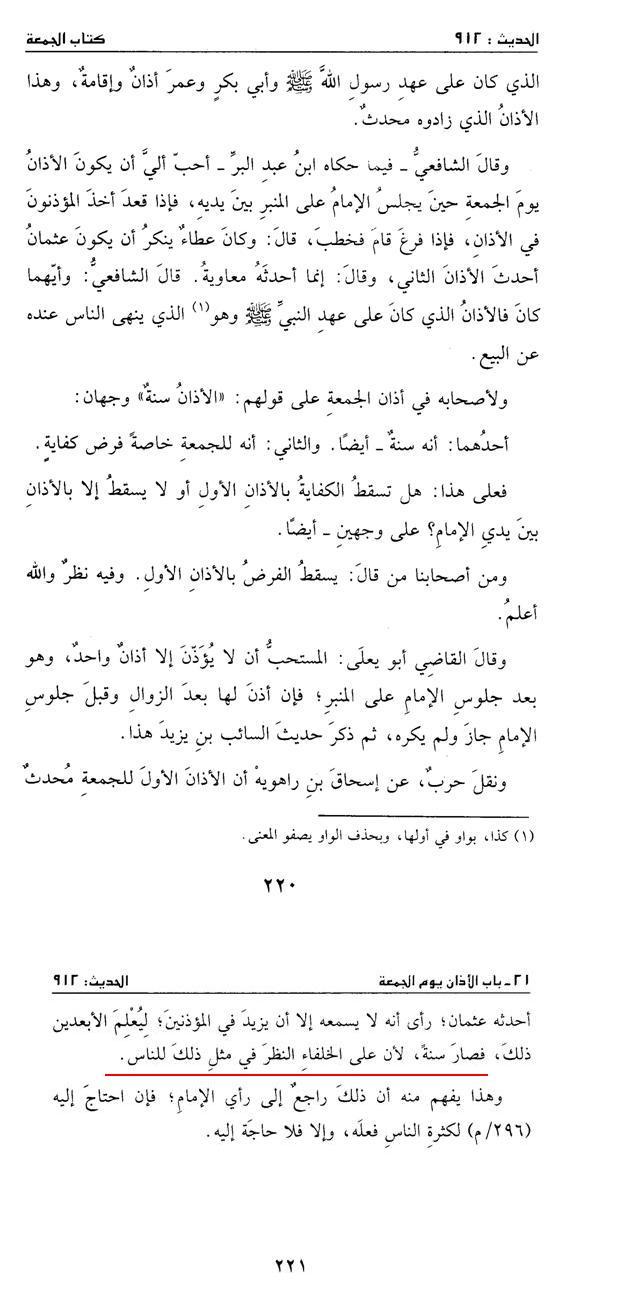 الحديث : ٩١٢
كتاب الجمعة
الذي كان على عهدِ رسولِ اللهَّ ﷺ وأبي بكرٍ وعمرَ أذانٌ وإقامةٌ، وهذا
الأذانُ الذي زادوه محدثٌ.
وقالَ الشافعيُّ - فيما حكاه ابنُ عبدِ البرِّ - أحبّ أليَّ أن يكونَ الأذانُ
يومَ الجمعةِ حينَ يجلسُ الإمامُ على المنبرِ بينَ يديهِ، فإذا قعدَ أخذَ المؤذنونَ
في الأذانِ، فإذا فرغَ قامَ فخطبَ، قالَ: وكانَ عطاءٌ ينكرُ أن يكونَ عثمانُ
أحدثَ الأذانَ الثاني، وقالَ: إنما أحدثَهُ معاويةُ. قالَ الشافعيُّ: وأيّهما
كانَ فالأذانُ الذي كانَ على عهدِ النبيِّ ﷺ وهو(١) الذي ينهى الناس عنده
عن البيع.
ولأصحابه في أذان الجمعةِ على قولهم: «الأذانُ سنةٌ» وجهان:
أحدُهما: أنه سنةٌ - أيضًا. والثاني: أنه للجمعةِ خاصةً فرض كفايةٍ.
فعلى هذا: هل تسقطُ الكفايةُ بالأذانِ الأولِ أو لا يسقطُ إلا بالأذانِ
بينَ يديِ الإمامِ؟ على وجهينِ - أيضًا.
ومن أصحابنا من قالَ: يسقطُ الفرضُ بالأذانِ الأولِ. وفيه نظرٌ والله
أعلمُ.
وقالَ القاضِي أبو يعلَى: المستحبُّ أن لا يُؤَذّنَ إلا أذانٌ واحدٌ، وهو
بعد جلوسِ الإمامِ على المنبرِ؛ فإن أذنَ لها بعدَ الزوالِ وقبلَ جلوسِ
الإمامِ جازَ ولم يكره، ثم ذكرَ حديثَ السائب بنِ يزيدَ هذا.
ونقلَ حربٌ، عن إسحاقَ بنِ راهويهْ أن الأذانَ الأولَ للجمعةِ مُحدثٌ
(١) كذا، بواو في أولها، وبحذف الواو يصفو المعنى.
٢٢٠
٢١ - باب الأذان يوم الجمعة
الحديث: ٩١٢
أحدثه عثمان؛ رأى أنه لا يسمعه إلا أن يزيدَ في المؤذنينَ؛ ليُعْلِمَ الأبعدين
ذلكَ، فصارَ سنةً، لأن على الخلفاءِ النظرَ في مثلِ ذلكَ للناسِ.
وهذا يفهم منه أن ذلكَ راجعٌ إلى رأي الإمامِ؛ فإن احتاجَ إليه
(٢٩٦/ م) لكثرةِ الناسِ فعلَه، وإلا فلا حاجَة إليه.
٢٢١